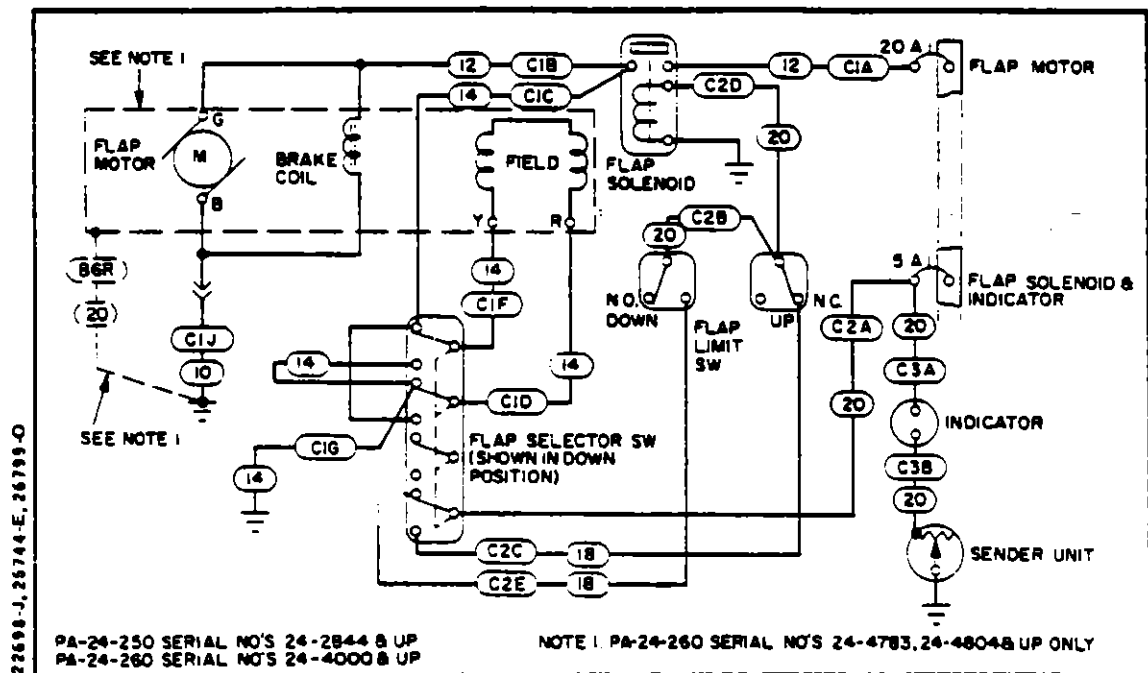 SEE NOTE 1
12
C1B
12
C1A
20 A
FLAP MOTOR
14
C1C
C2D
G
FLAP
MOTOR
M
BRAKE
COIL
FIELD
FLAP
SOLENOID
20
B
Y
R
C2B
20
B6R
20
14
C1F
N.O.
DOWN
FLAP
LIMIT
SW
N.C.
UP
5 A
FLAP SOLENOID &
INDICATOR
C2A
20
C1J
10
14
14
C3A
SEE NOTE 1
C1D
20
INDICATOR
C1G
FLAP SELECTOR SW
(SHOWN IN DOWN
POSITION)
C3B
14
20
C2C
18
SENDER UNIT
C2E
18
22698-J, 25744-E, 26799-O
PA-24-250 SERIAL NO'S 24-2844 & UP
PA-24-260 SERIAL NO'S 24-4000 & UP
NOTE 1. PA-24-260 SERIAL NO'S 24-4783, 24-4804 & UP ONLY